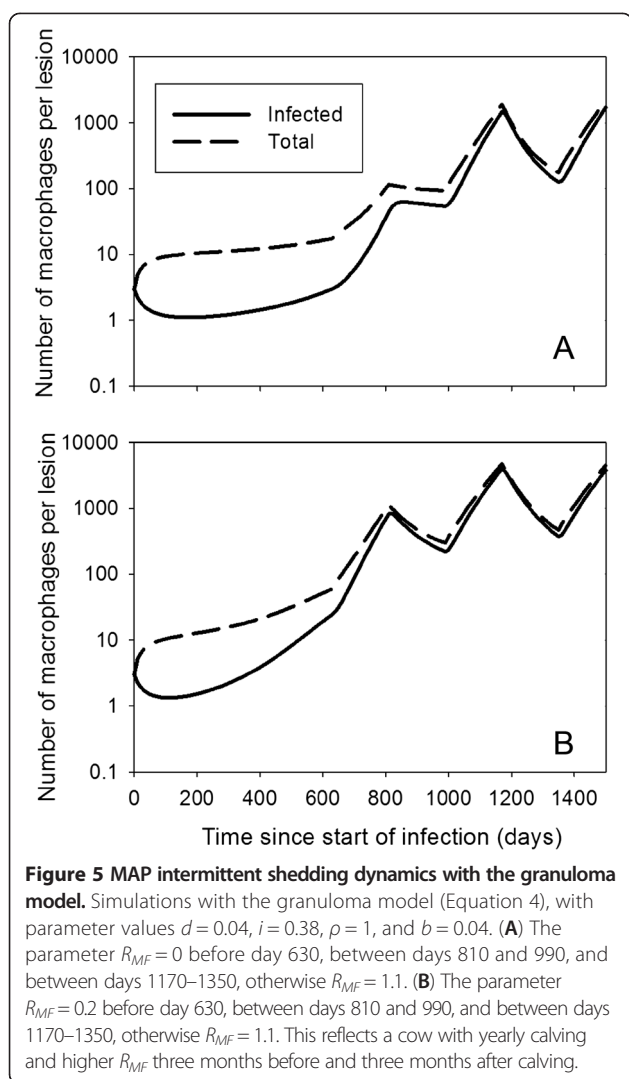 Number of macrophages per lesion
10000
1000
100
10
1
0.1
Infected
Total
A
Number of macrophages per lesion
10000
1000
100
10
1
0.1
B
0 200 400 600 800 1000 1200 1400
Time since start of infection (days)
Figure 5 MAP intermittent shedding dynamics with the granuloma
model. Simulations with the granuloma model (Equation 4), with
parameter values d = 0.04, i = 0.38, ρ = 1, and b = 0.04. (A) The
parameter R_MF = 0 before day 630, between days 810 and 990, and
between days 1170–1350, otherwise R_MF = 1.1. (B) The parameter
R_MF = 0.2 before day 630, between days 810 and 990, and between days
1170–1350, otherwise R_MF = 1.1. This reflects a cow with yearly calving
and higher R_MF three months before and three months after calving.